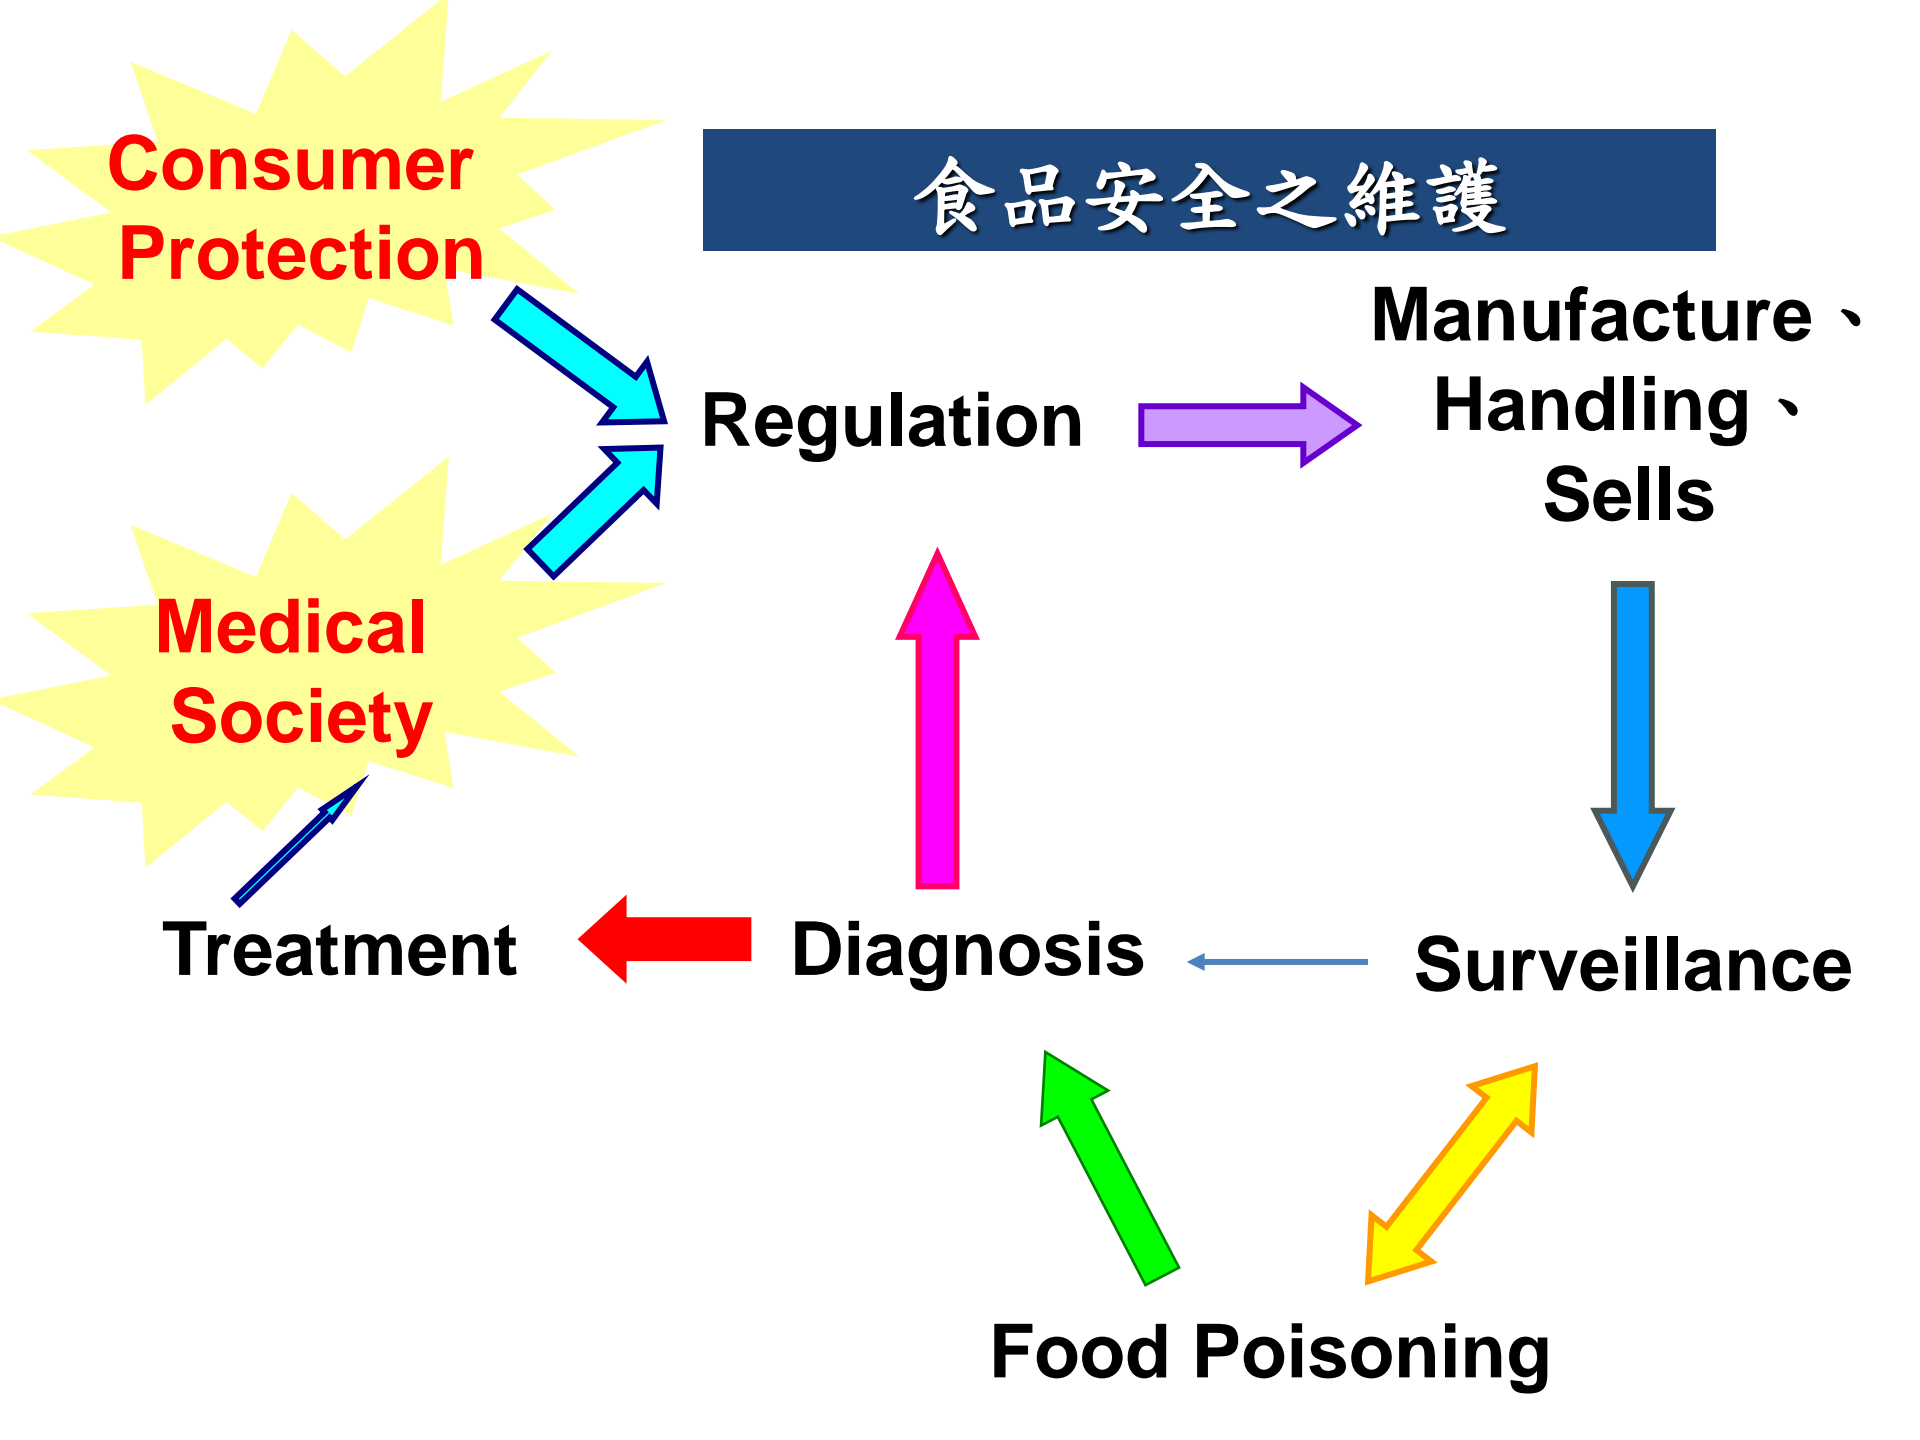 食品安全之維護
Consumer
Protection
Regulation
Manufacture、
Handling、
Sells
Medical
Society
Treatment
Diagnosis
Surveillance
Food Poisoning